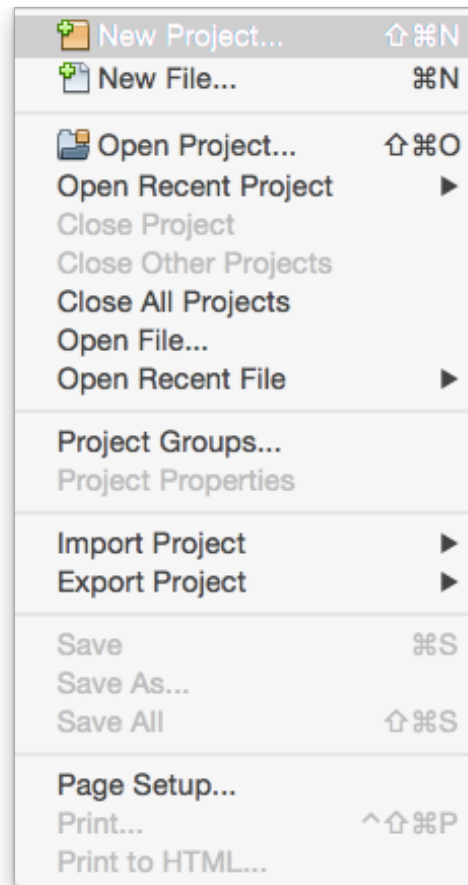 New Project... ⇧⌘N
New File... ⌘N
Open Project... ⇧⌘O
Open Recent Project ▶
Close Project
Close Other Projects
Close All Projects
Open File...
Open Recent File ▶
Project Groups...
Project Properties
Import Project ▶
Export Project ▶
Save ⌘S
Save As...
Save All ⇧⌘S
Page Setup...
Print... ^⇧⌘P
Print to HTML...